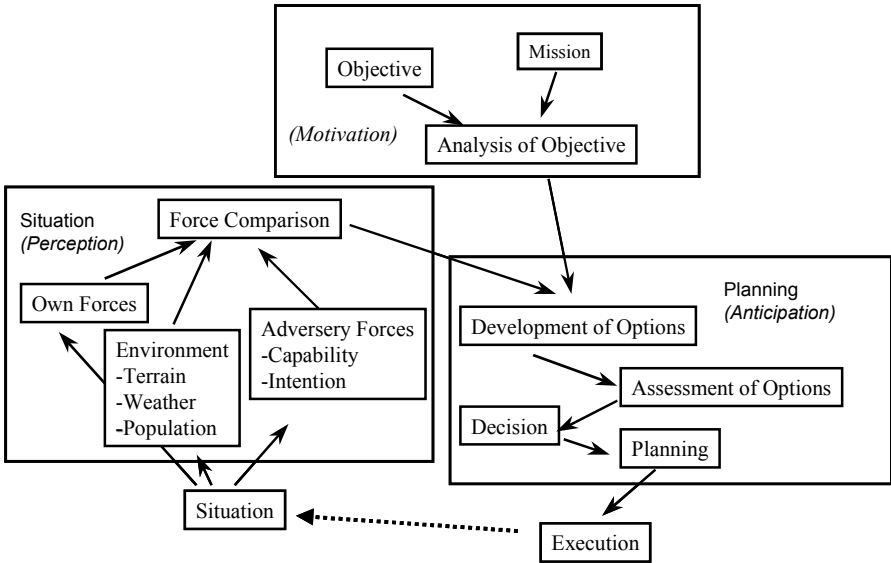 Objective
Mission
(Motivation)
Analysis of Objective
Situation
(Perception)
Force Comparison
Own Forces
Environment
-Terrain
-Weather
-Population
Adversery Forces
-Capability
-Intention
Situation
Planning
(Anticipation)
Development of Options
Assessment of Options
Decision
Planning
Execution